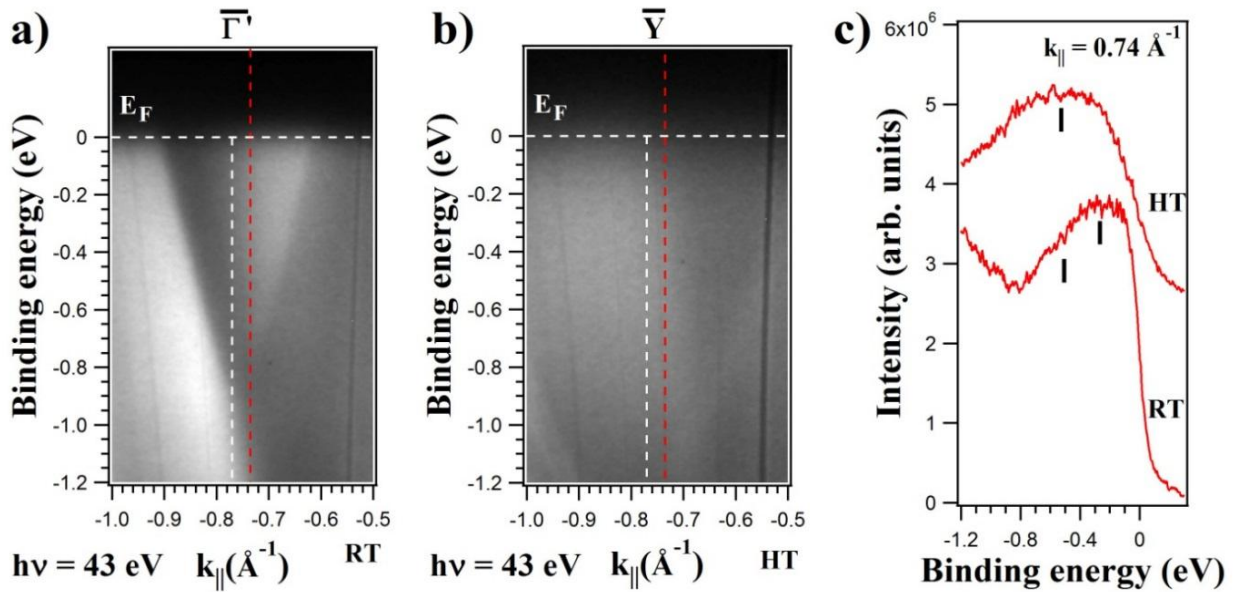 a)
Γ̅'
E_F
Binding energy (eV)
0
-0.2
-0.4
-0.6
-0.8
-1.0
-1.2
-1.0 -0.9 -0.8 -0.7 -0.6 -0.5
hν = 43 eV k_||(Å⁻¹) RT
b)
Y̅
E_F
Binding energy (eV)
0
-0.2
-0.4
-0.6
-0.8
-1.0
-1.2
-1.0 -0.9 -0.8 -0.7 -0.6 -0.5
hν = 43 eV k_||(Å⁻¹) HT
c)
6x10⁶
k_|| = 0.74 Å⁻¹
Intensity (arb. units)
5
4
3
2
1
0
HT
RT
-1.2 -0.8 -0.4 0
Binding energy (eV)